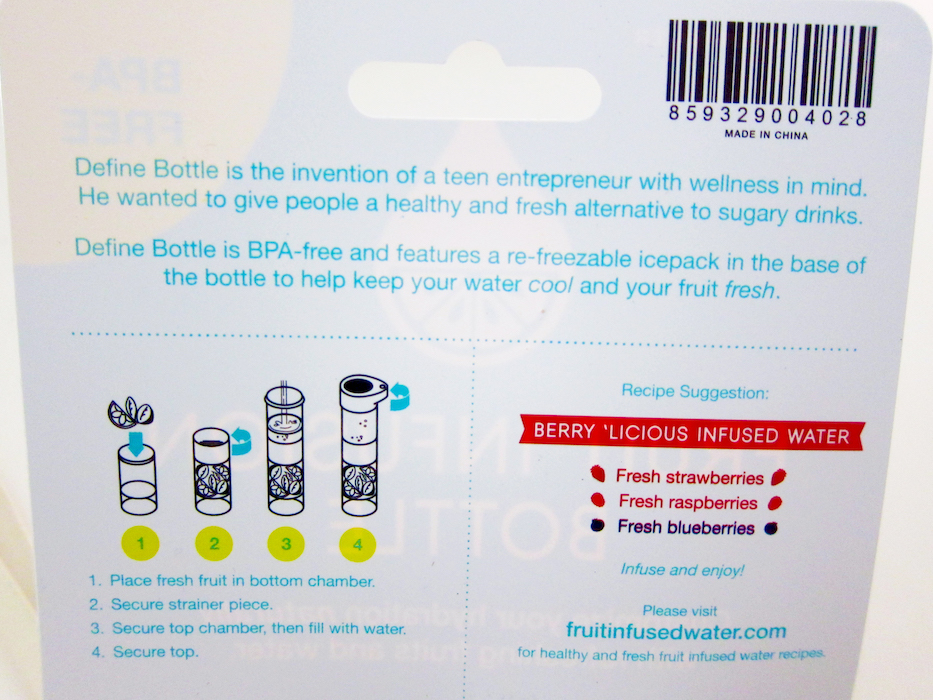 859329004028
MADE IN CHINA
BPA-
FREE
Define Bottle is the invention of a teen entrepreneur with wellness in mind.
He wanted to give people a healthy and fresh alternative to sugary drinks.
Define Bottle is BPA-free and features a re-freezable icepack in the base of
the bottle to help keep your water cool and your fruit fresh.
1 2 3 4
1. Place fresh fruit in bottom chamber.
2. Secure strainer piece.
3. Secure top chamber, then fill with water.
4. Secure top.
Recipe Suggestion:
BERRY 'LICIOUS INFUSED WATER
Fresh strawberries
Fresh raspberries
Fresh blueberries
Infuse and enjoy!
Please visit
fruitinfusedwater.com
for healthy and fresh fruit infused water recipes.